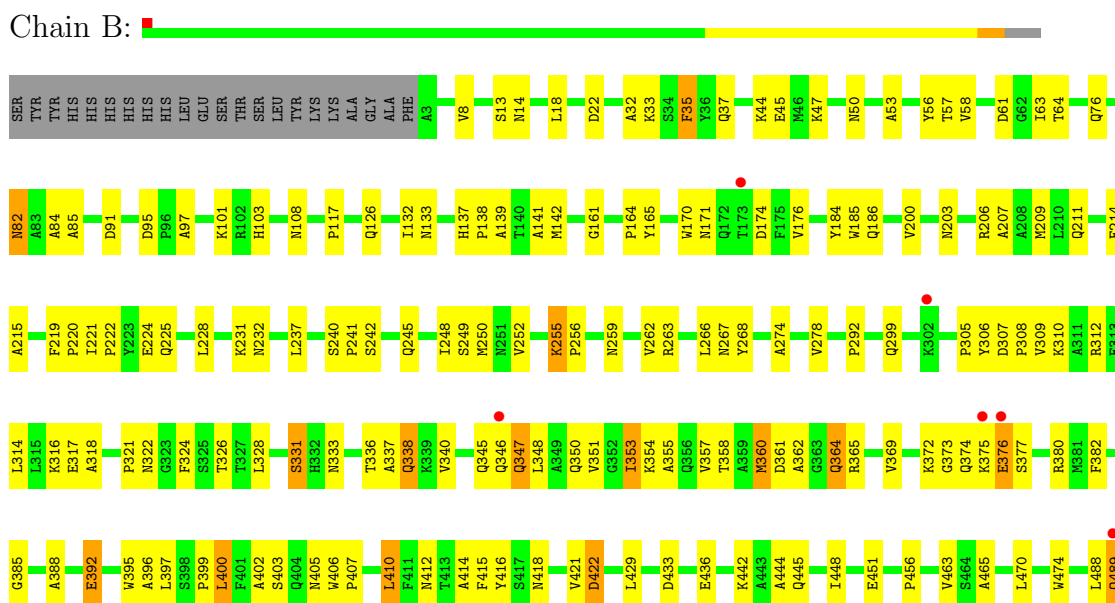 Chain B:
SER TYR TYR HIS HIS HIS HIS HIS HIS LEU GLU SER THR SER LEU TYR LYS LYS ALA GLY ALA PHE A3 V8 S13 N14 L18 D22 A32 K33 S34 F35 Y36 Q37 K44 E45 M46 K47 N50 A53 Y56 T57 V58 D61 G62 I63 T64 Q76
N82 A83 A84 A85 D91 D95 P96 A97 K101 R102 H103 N108 P117 Q126 I132 N133 H137 P138 A139 T140 A141 M142 G161 P164 Y165 W170 N171 Q172 T173 D174 F175 V176 Y184 W185 Q186 V200 N203 R206 A207 A208 M209 L210 Q211
A215 F219 P220 I221 P222 Y223 E224 Q225 L228 K231 N232 L237 S240 P241 S242 Q245 I248 S249 M250 N251 V252 K255 P256 N259 V262 R263 L266 N267 Y268 A274 V278 P292 Q299 K302 P305 Y306 D307 P308 V309 K310 A311 R312
L314 L315 K316 E317 A318 P321 N322 G323 F324 S325 T326 T327 L328 S331 H332 N333 T336 A337 Q338 K339 V340 Q345 Q346 Q347 L348 A349 Q350 V351 G352 I353 K354 A355 Q356 V357 T358 A359 M360 D361 A362 G363 Q364 R365 V369 K372 G373 Q374 K375 E376 S377 R380 M381 F382
G385 A388 E392 W395 A396 L397 S398 P399 L400 F401 A402 S403 Q404 N405 W406 P407 L410 F411 N412 T413 A414 F415 Y416 S417 N418 V421 D422 L429 D433 E436 K442 A443 A444 Q445 I448 E451 P456 V463 S464 A465 L470 W474 L488